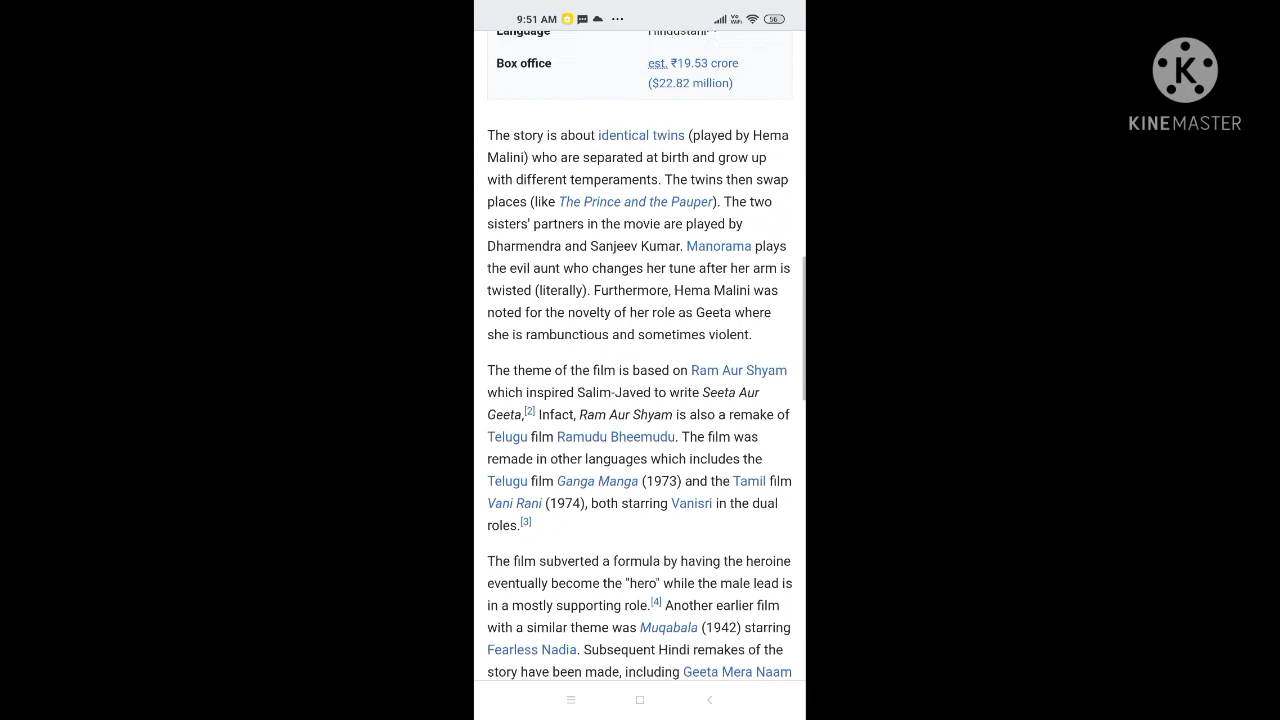 9:51 AM
Vo
WiFi
56
Language
Hindustani
Box office
est. ₹19.53 crore
($22.82 million)
K
KINEMASTER
The story is about identical twins (played by Hema
Malini) who are separated at birth and grow up
with different temperaments. The twins then swap
places (like The Prince and the Pauper). The two
sisters' partners in the movie are played by
Dharmendra and Sanjeev Kumar. Manorama plays
the evil aunt who changes her tune after her arm is
twisted (literally). Furthermore, Hema Malini was
noted for the novelty of her role as Geeta where
she is rambunctious and sometimes violent.
The theme of the film is based on Ram Aur Shyam
which inspired Salim-Javed to write Seeta Aur
Geeta,[2] Infact, Ram Aur Shyam is also a remake of
Telugu film Ramudu Bheemudu. The film was
remade in other languages which includes the
Telugu film Ganga Manga (1973) and the Tamil film
Vani Rani (1974), both starring Vanisri in the dual
roles.[3]
The film subverted a formula by having the heroine
eventually become the "hero" while the male lead is
in a mostly supporting role.[4] Another earlier film
with a similar theme was Muqabala (1942) starring
Fearless Nadia. Subsequent Hindi remakes of the
story have been made, including Geeta Mera Naam